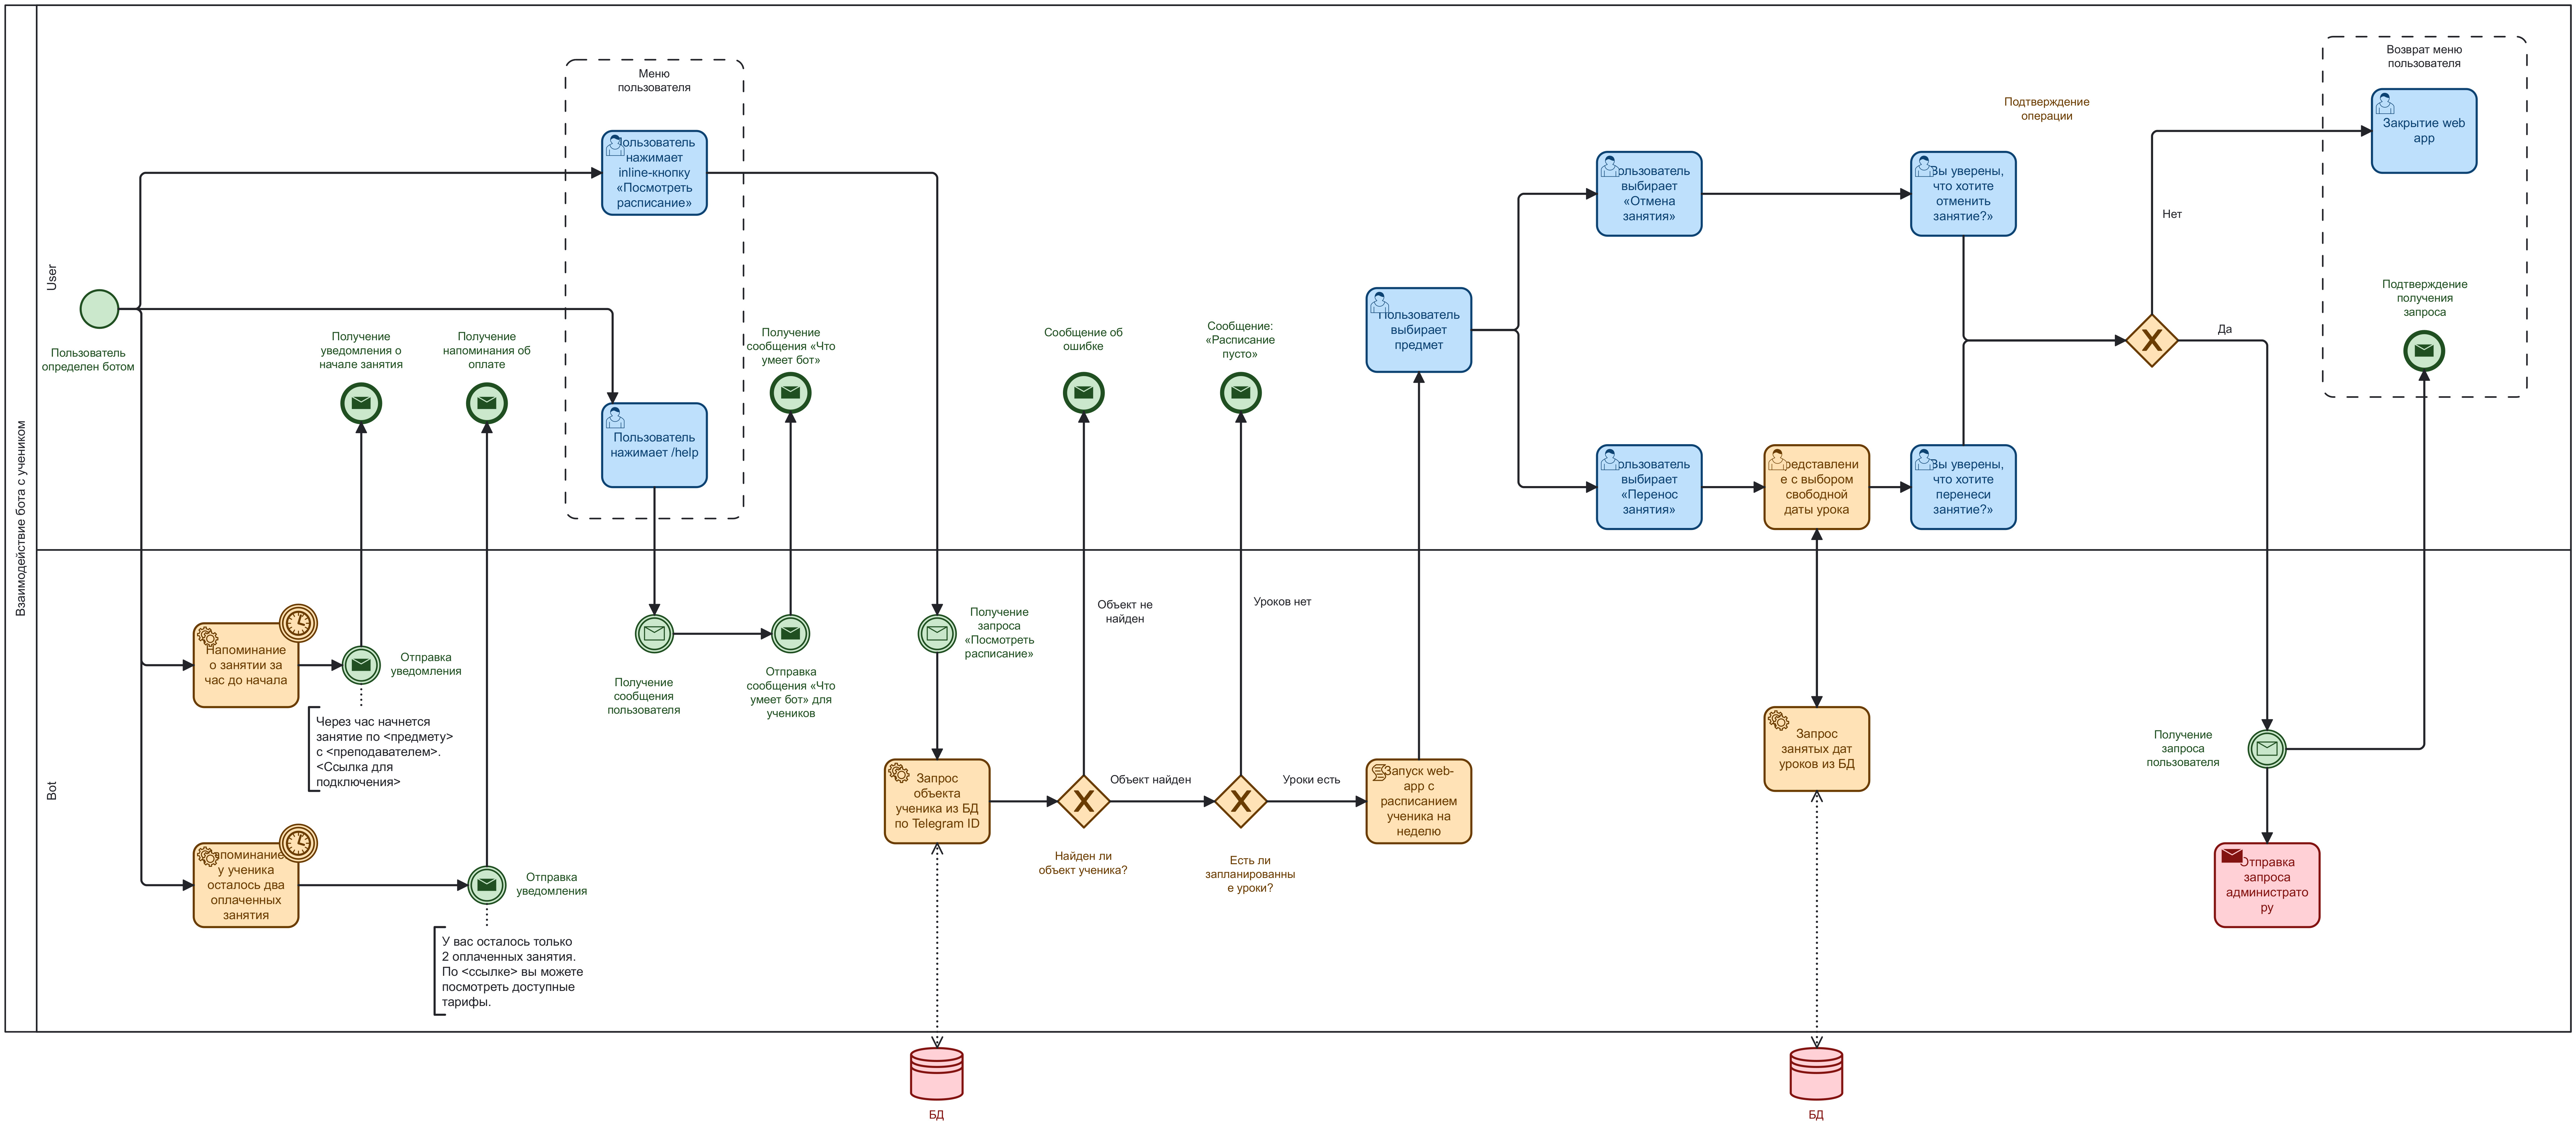 Взаимодействие бота с учеником
User
Bot
Пользователь
определен ботом
Меню
пользователя
Пользователь
нажимает
inline-кнопку
«Посмотреть
расписание»
Пользователь
нажимает /help
Получение
уведомления о
начале занятия
Получение
напоминания об
оплате
Получение
сообщения «Что
умеет бот»
Сообщение об
ошибке
Сообщение:
«Расписание
пусто»
Пользователь
выбирает
предмет
Пользователь
выбирает
«Отмена
занятия»
Вы уверены,
что хотите
отменить
занятие?»
Пользователь
выбирает
«Перенос
занятия»
редставлени
е с выбором
свободной
даты урока
Вы уверены,
что хотите
перенеси
занятие?»
Подтверждение
операции
Нет
Да
Возврат меню
пользователя
Закрытие web
app
Подтверждение
получения
запроса
Напоминание
о занятии за
час до начала
Отправка
уведомления
Через час начнется
занятие по <предмету>
с <преподавателем>.
<Ссылка для
подключения>
Напоминание
у ученика
осталось два
оплаченных
занятия
Отправка
уведомления
У вас осталось только
2 оплаченных занятия.
По <ссылке> вы можете
посмотреть доступные
тарифы.
Получение
сообщения
пользователя
Отправка
сообщения «Что
умеет бот» для
учеников
Получение
запроса
«Посмотреть
расписание»
Запрос
объекта
ученика из БД
по Telegram ID
Объект не
найден
Объект найден
Найден ли
объект ученика?
Уроков нет
Уроки есть
Есть ли
запланированны
е уроки?
Запуск web-
app с
расписанием
ученика на
неделю
Запрос
занятых дат
уроков из БД
Получение
запроса
пользователя
Отправка
запроса
администрато
ру
БД
БД